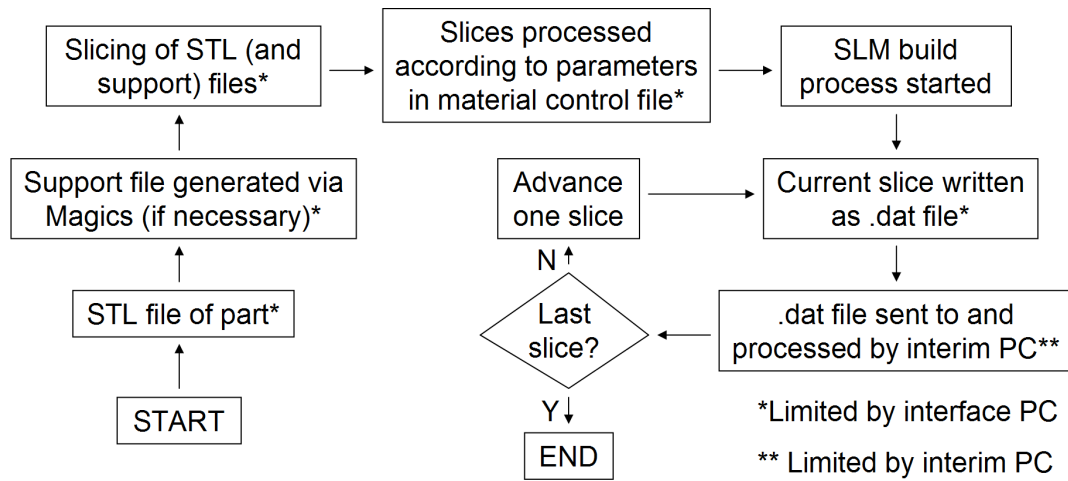 Slicing of STL (and
support) files*
Slices processed
according to parameters
in material control file*
SLM build
process started
Support file generated via
Magics (if necessary)*
Advance
one slice
Current slice written
as .dat file*
N
STL file of part*
Last
slice?
.dat file sent to and
processed by interim PC**
START
Y
END
*Limited by interface PC
** Limited by interim PC